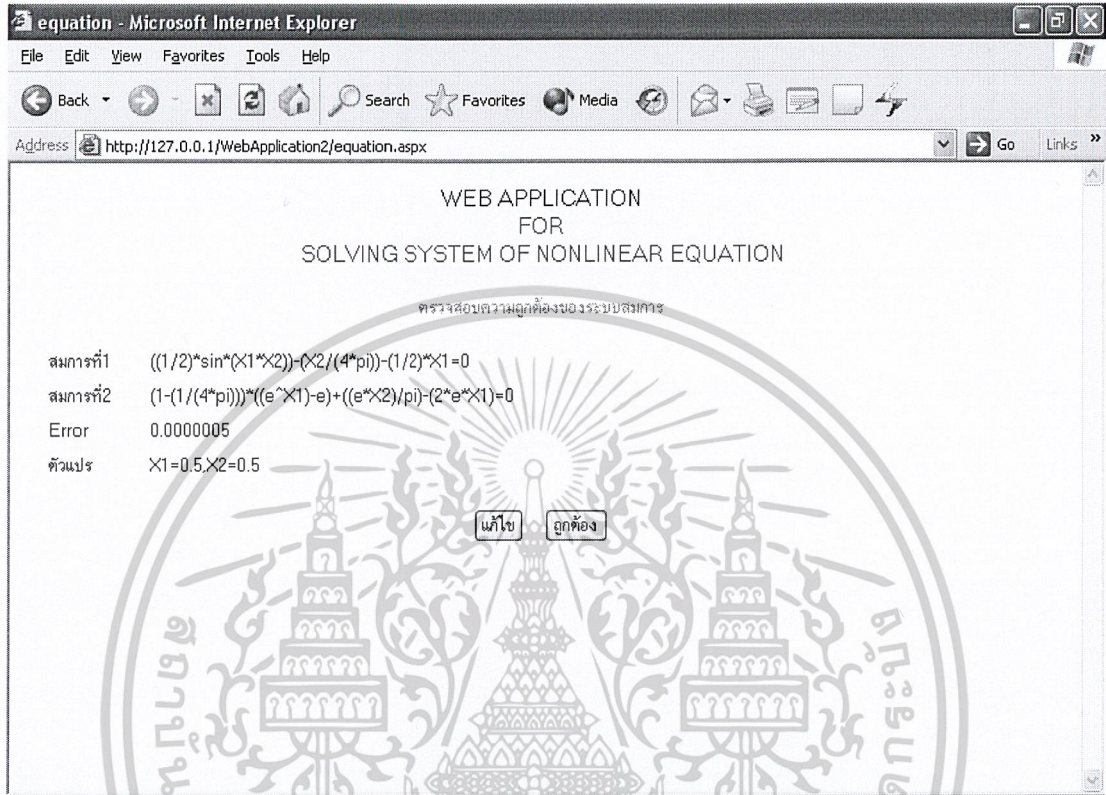 equation - Microsoft Internet Explorer
File Edit View Favorites Tools Help
Back Search Favorites Media
Address http://127.0.0.1/WebApplication2/equation.aspx Go Links »
WEB APPLICATION
FOR
SOLVING SYSTEM OF NONLINEAR EQUATION
ตรวจสอบความถูกต้องของระบบสมการ
สมการที่1 ((1/2)*sin*(X1*X2))-(X2/(4*pi))-(1/2)*X1=0
สมการที่2 (1-(1/(4*pi)))*((e^X1)-e)+((e*X2)/pi)-(2*e*X1)=0
Error 0.0000005
ตัวแปร X1=0.5,X2=0.5
แก้ไข ถูกต้อง